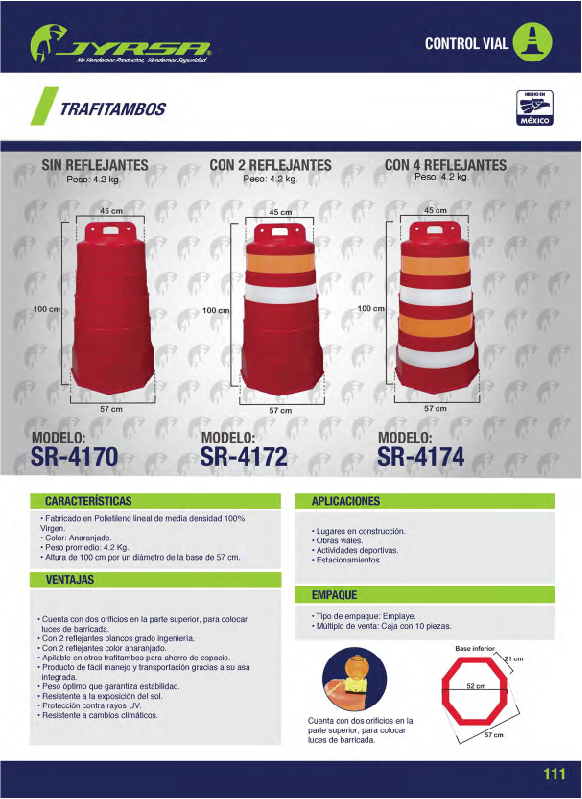 JYRSA®
No Vendemos Productos, Vendemos Seguridad
CONTROL VIAL
TRAFITAMBOS
HECHO EN
MÉXICO
SIN REFLEJANTES
Peso: 4.2 kg.
CON 2 REFLEJANTES
Peso: 4.2 kg.
CON 4 REFLEJANTES
Peso 4.2 kg.
45 cm
45 cm
45 cm
100 cm
100 cm
100 cm
57 cm
57 cm
57 cm
MODELO:
SR-4170
MODELO:
SR-4172
MODELO:
SR-4174
CARACTERÍSTICAS
• Fabricado en Polietileno lineal de media densidad 100%
Virgen.
• Color: Anaranjado.
• Peso promedio: 4.2 Kg.
• Altura de 100 cm por un diámetro de la base de 57 cm.
VENTAJAS
• Cuenta con dos orificios en la parte superior, para colocar
luces de barricada.
• Con 2 reflejantes blancos grado ingeniería.
• Con 2 reflejantes color anaranjado.
• Apilable en otros trafitambos para ahorro de espacio.
• Producto de fácil manejo y transportación gracias a su asa
integrada.
• Peso óptimo que garantiza estabilidad.
• Resistente a la exposición del sol.
• Protección contra rayos UV.
• Resistente a cambios climáticos.
APLICACIONES
• Lugares en construcción.
• Obras viales.
• Actividades deportivas.
• Estacionamientos
EMPAQUE
• Tipo de empaque: Emplaye.
• Múltiplo de venta: Caja con 10 piezas.
Cuenta con dos orificios en la
parte superior, para colocar
luces de barricada.
Base inferior
21 cm
52 cm
57 cm
111